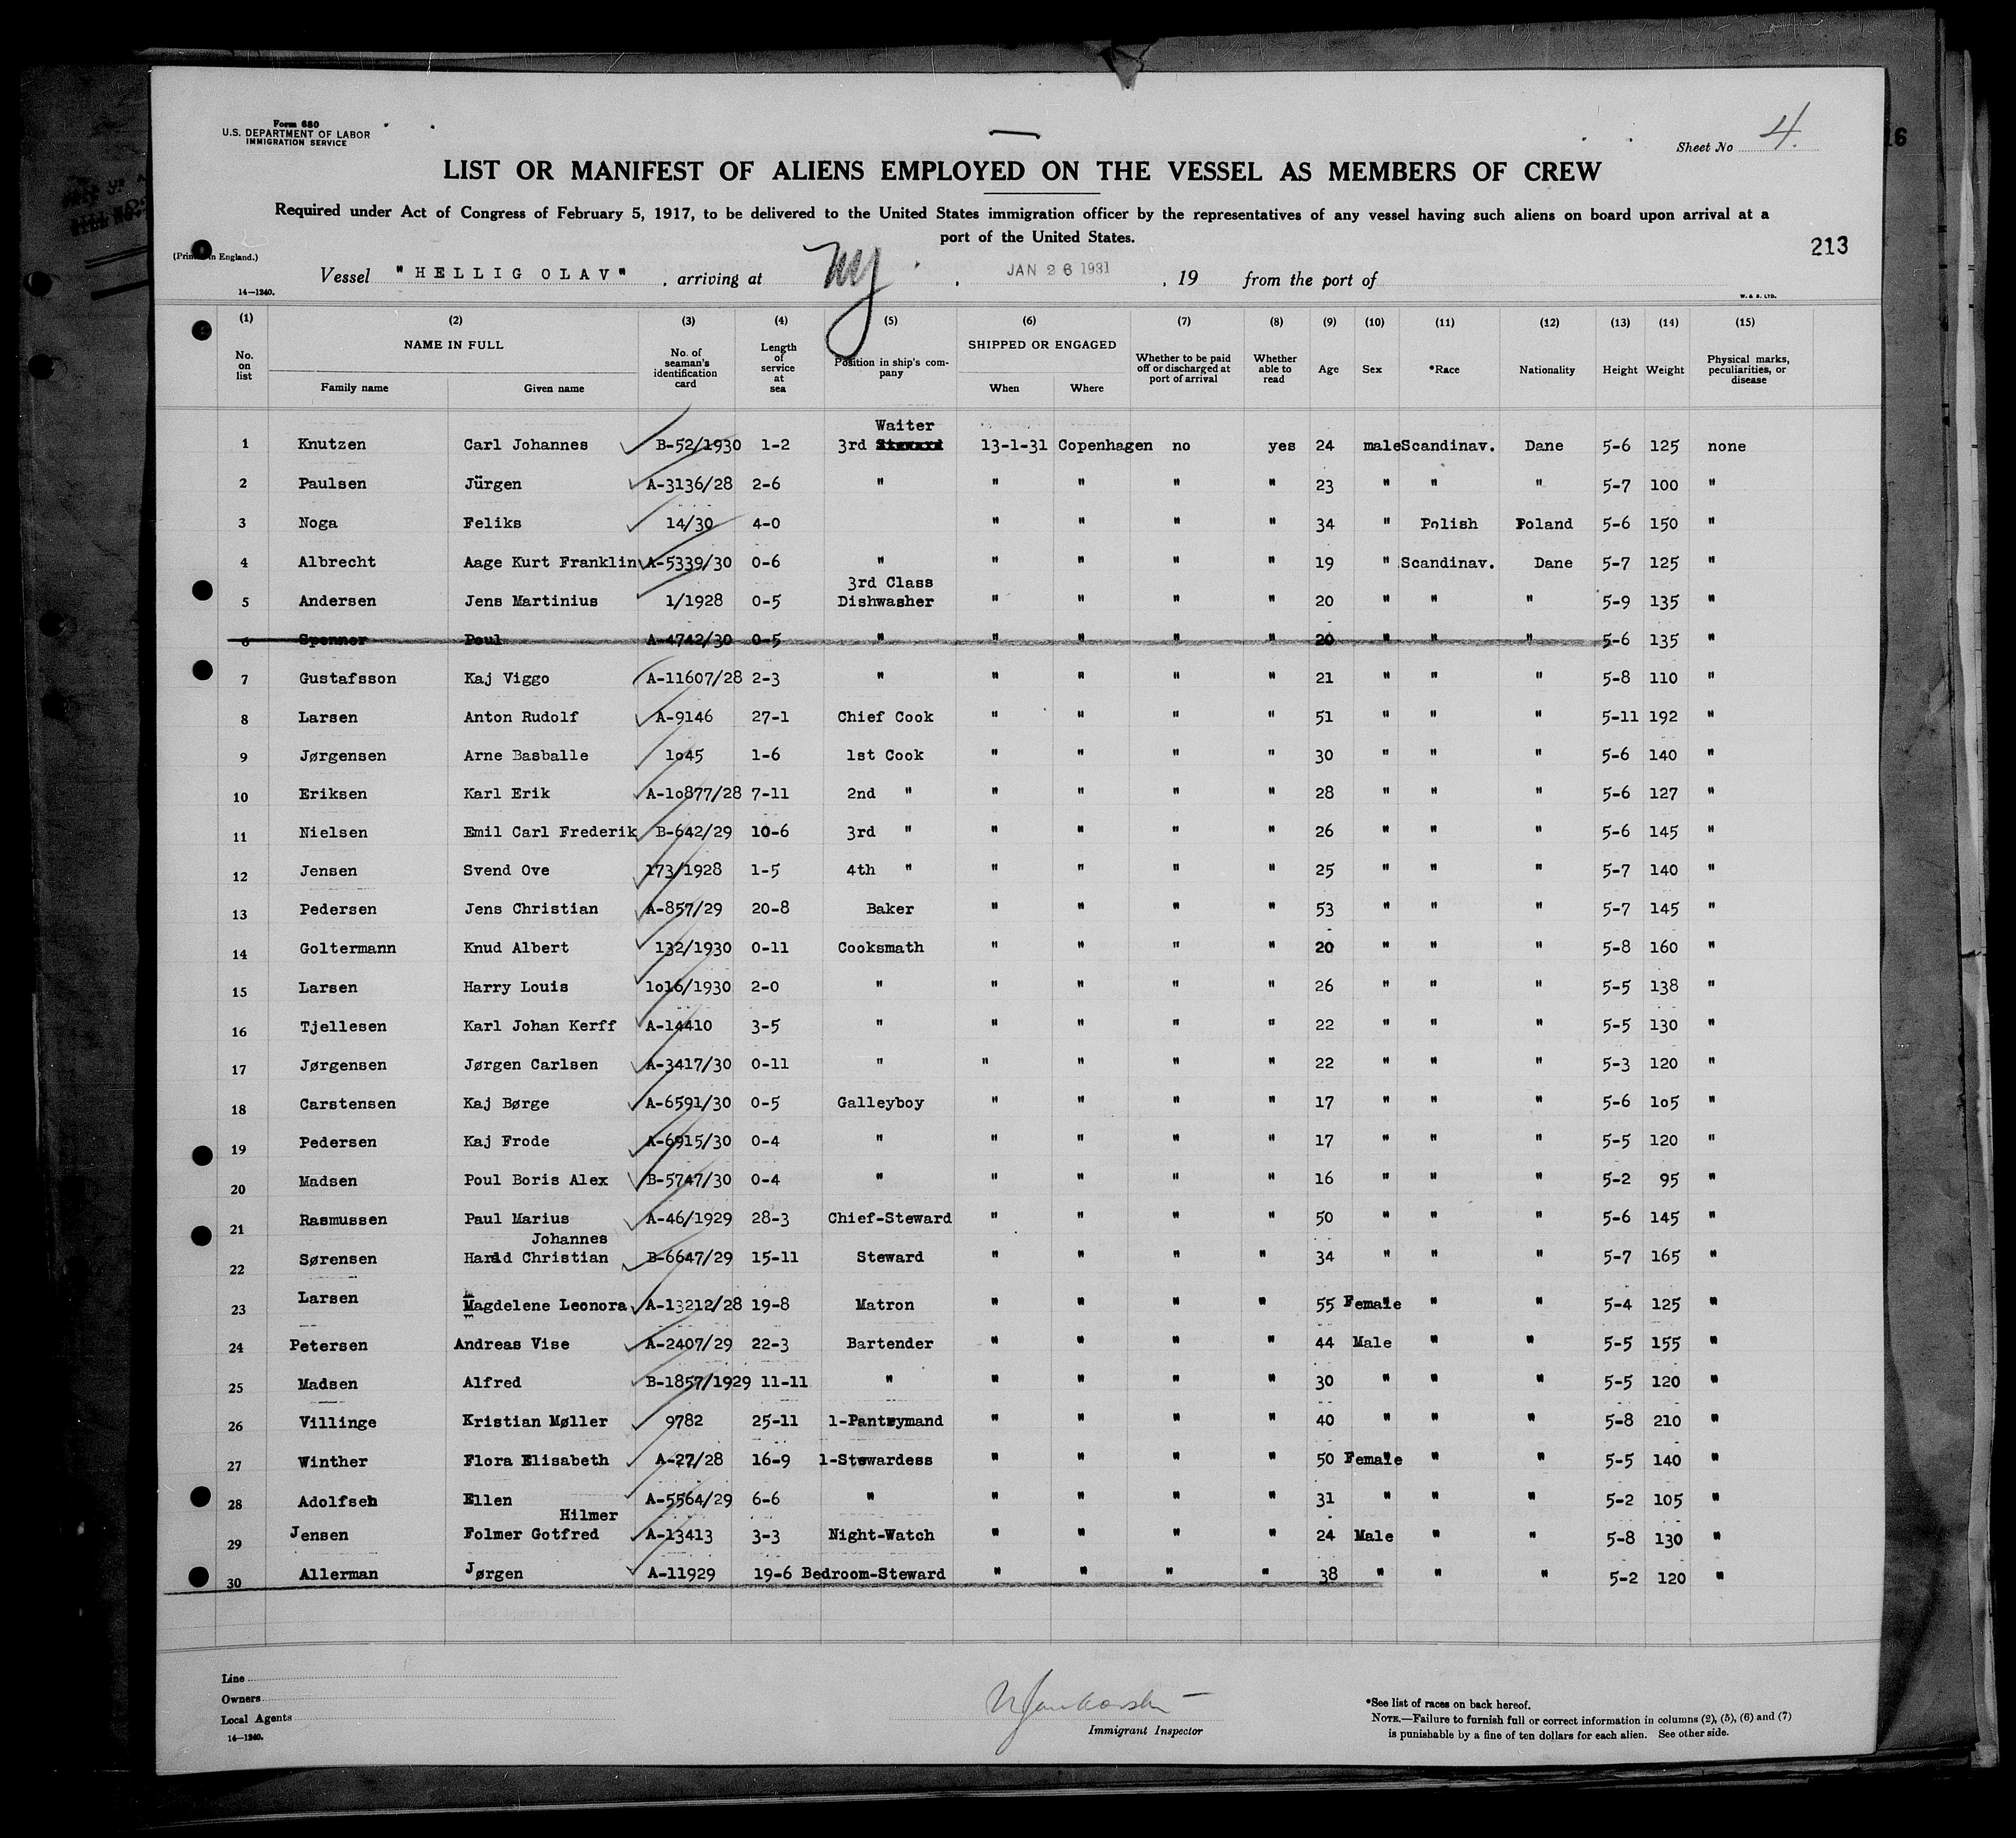 Form 680
U.S. DEPARTMENT OF LABOR
IMMIGRATION SERVICE
Sheet No 4.
16
LIST OR MANIFEST OF ALIENS EMPLOYED ON THE VESSEL AS MEMBERS OF CREW
Required under Act of Congress of February 5, 1917, to be delivered to the United States immigration officer by the representatives of any vessel having such aliens on board upon arrival at a
port of the United States.
213
(Printed in England.)
Vessel "HELLIG OLAV", arriving at NY, JAN 26 1931, 19 from the port of
14—1240.
W. & S. LTD.
(1) (2) (3) (4) (5) (6) (7) (8) (9) (10) (11) (12) (13) (14) (15)
No. on list NAME IN FULL Family name Given name No. of seaman's identification card Length of service at sea Position in ship's company SHIPPED OR ENGAGED When Where Whether to be paid off or discharged at port of arrival Whether able to read Age Sex *Race Nationality Height Weight Physical marks, peculiarities, or disease
Waiter
1 Knutzen Carl Johannes B-52/1930 1-2 3rd Steward 13-1-31 Copenhagen no yes 24 male Scandinav. Dane 5-6 125 none
2 Paulsen Jürgen A-3136/28 2-6 " " " " " 23 " " " 5-7 100 "
3 Noga Feliks 14/30 4-0 " " " " 34 " Polish Poland 5-6 150 "
4 Albrecht Aage Kurt Franklin A-5339/30 0-6 " " " " " 19 " Scandinav. Dane 5-7 125 "
3rd Class
5 Andersen Jens Martinius 1/1928 0-5 Dishwasher " " " " 20 " " " 5-9 135 "
6 Spenner Poul A-4742/30 0-5 " " " " " 20 " " " 5-6 135 "
7 Gustafsson Kaj Viggo A-11607/28 2-3 " " " " " 21 " " " 5-8 110 "
8 Larsen Anton Rudolf A-9146 27-1 Chief Cook " " " " 51 " " " 5-11 192 "
9 Jørgensen Arne Basballe 1o45 1-6 1st Cook " " " " 30 " " " 5-6 140 "
10 Eriksen Karl Erik A-1o877/28 7-11 2nd " " " " " 28 " " " 5-6 127 "
11 Nielsen Emil Carl Frederik B-642/29 10-6 3rd " " " " " 26 " " " 5-6 145 "
12 Jensen Svend Ove 173/1928 1-5 4th " " " " " 25 " " " 5-7 140 "
13 Pedersen Jens Christian A-857/29 20-8 Baker " " " " 53 " " " 5-7 145 "
14 Goltermann Knud Albert 132/1930 0-11 Cooksmath " " " " 20 " " " 5-8 160 "
15 Larsen Harry Louis 1o16/1930 2-0 " " " " " 26 " " " 5-5 138 "
16 Tjellesen Karl Johan Kerff A-14410 3-5 " " " " " 22 " " " 5-5 130 "
17 Jørgensen Jørgen Carlsen A-3417/30 0-11 " " " " " 22 " " " 5-3 120 "
18 Carstensen Kaj Børge A-6591/30 0-5 Galleyboy " " " " 17 " " " 5-6 1o5 "
19 Pedersen Kaj Frode A-6915/30 0-4 " " " " " 17 " " " 5-5 120 "
20 Madsen Poul Boris Alex B-5747/30 0-4 " " " " " 16 " " " 5-2 95 "
21 Rasmussen Paul Marius A-46/1929 28-3 Chief-Steward " " " " 50 " " " 5-6 145 "
Johannes
22 Sørensen Harald Christian B-6647/29 15-11 Steward " " " " 34 " " " 5-7 165 "
23 Larsen Magdelene Leonora A-13212/28 19-8 Matron " " " " 55 Female " " 5-4 125 "
24 Petersen Andreas Vise A-2407/29 22-3 Bartender " " " " 44 Male " " 5-5 155 "
25 Madsen Alfred B-1857/1929 11-11 " " " " " 30 " " " 5-5 120 "
26 Villinge Kristian Møller 9782 25-11 1-Pantrymand " " " " 40 " " " 5-8 210 "
27 Winther Flora Elisabeth A-27/28 16-9 1-Stewardess " " " " 50 Female " " 5-5 140 "
28 Adolfsen Ellen A-5564/29 6-6 " " " " " 31 " " " 5-2 105 "
Hilmer
29 Jensen Folmer Gotfred A-13413 3-3 Night-Watch " " " " 24 Male " " 5-8 130 "
30 Allerman Jørgen A-11929 19-6 Bedroom-Steward " " " " 38 " " " 5-2 120 "
Line
Owners
Local Agents
14—1240.
Immigrant Inspector
*See list of races on back hereof.
NOTE.—Failure to furnish full or correct information in columns (2), (5), (6) and (7)
is punishable by a fine of ten dollars for each alien. See other side.